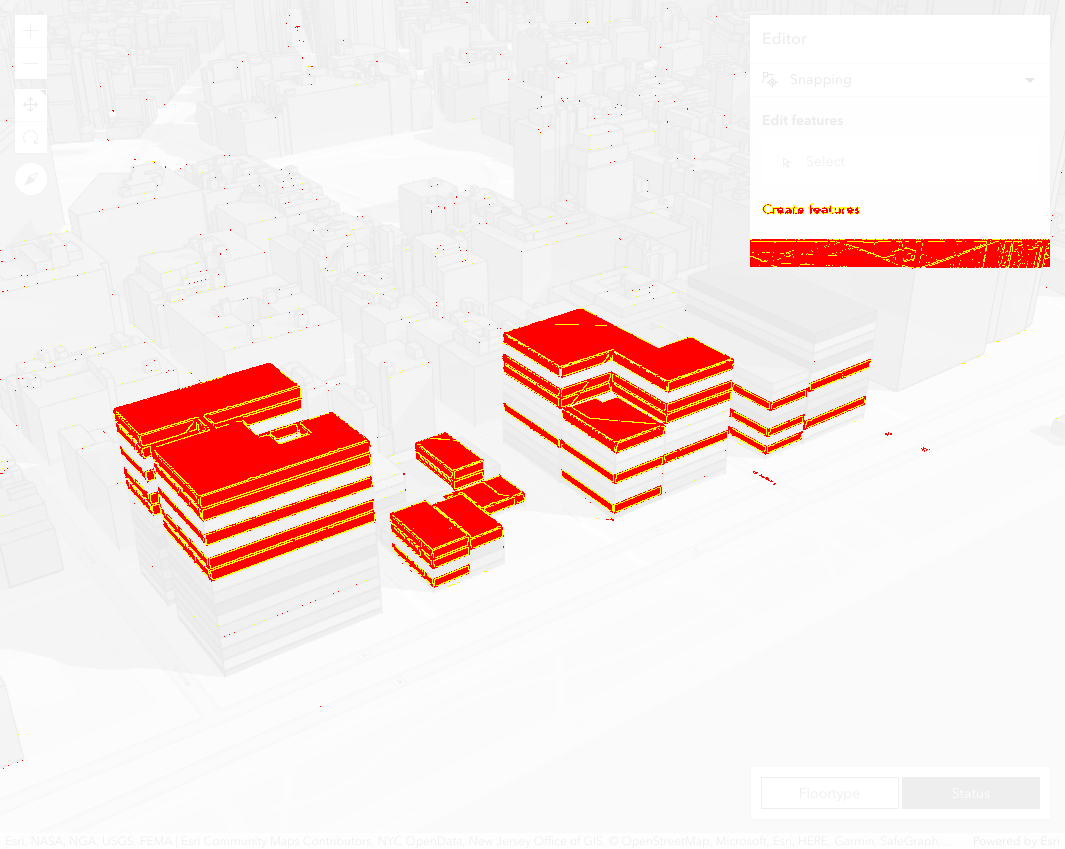 Editor
Snapping
Edit features
Select
Create features
Floortype Status
Esri, NASA, NGA, USGS, FEMA | Esri Community Maps Contributors, NYC OpenData, New Jersey Office of GIS, © OpenStreetMap, Microsoft, Esri, HERE, Garmin, SafeGraph, ... Powered by Esri